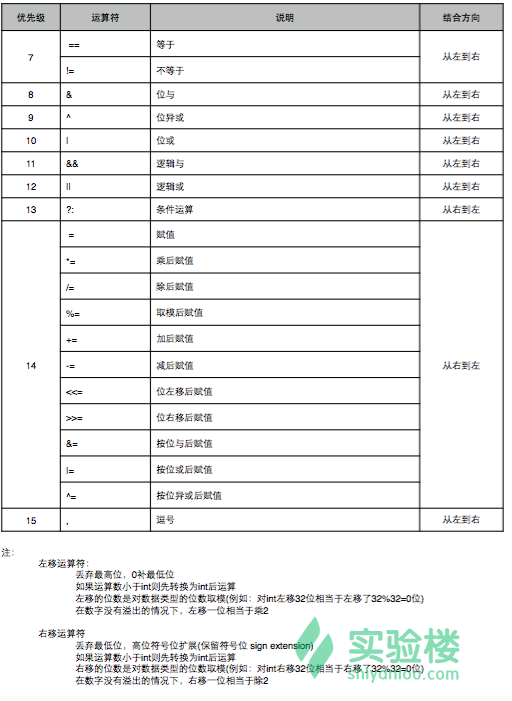 优先级 运算符 说明 结合方向
7 == 等于 从左到右
!= 不等于
8 & 位与 从左到右
9 ^ 位异或 从左到右
10 | 位或 从左到右
11 && 逻辑与 从左到右
12 || 逻辑或 从左到右
13 ?: 条件运算 从右到左
14 = 赋值 从右到左
*= 乘后赋值
/= 除后赋值
%= 取模后赋值
+= 加后赋值
-= 减后赋值
<<= 位左移后赋值
>>= 位右移后赋值
&= 按位与后赋值
|= 按位或后赋值
^= 按位异或后赋值
15 , 逗号 从左到右
注：
左移运算符：
丢弃最高位，0补最低位
如果运算数小于int则先转换为int后运算
左移的位数是对数据类型的位数取模(例如：对int左移32位相当于左移了32%32=0位)
在数字没有溢出的情况下，左移一位相当于乘2
右移运算符
丢弃最低位，高位符号位扩展(保留符号位 sign extension)
如果运算数小于int则先转换为int后运算
右移的位数是对数据类型的位数取模(例如：对int右移32位相当于右移了32%32=0位)
在数字没有溢出的情况下，右移一位相当于除2
实验楼
shiyanlou.com